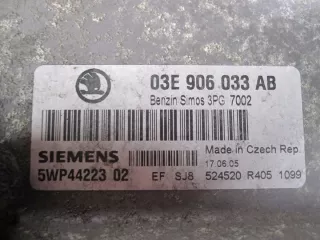 03E 906 033 AB
Benzin Simos 3PG 7002
SIEMENS
Made in Czech Rep.
17.06.05
5WP44223 02
EF SJ8 524520 R405 1099